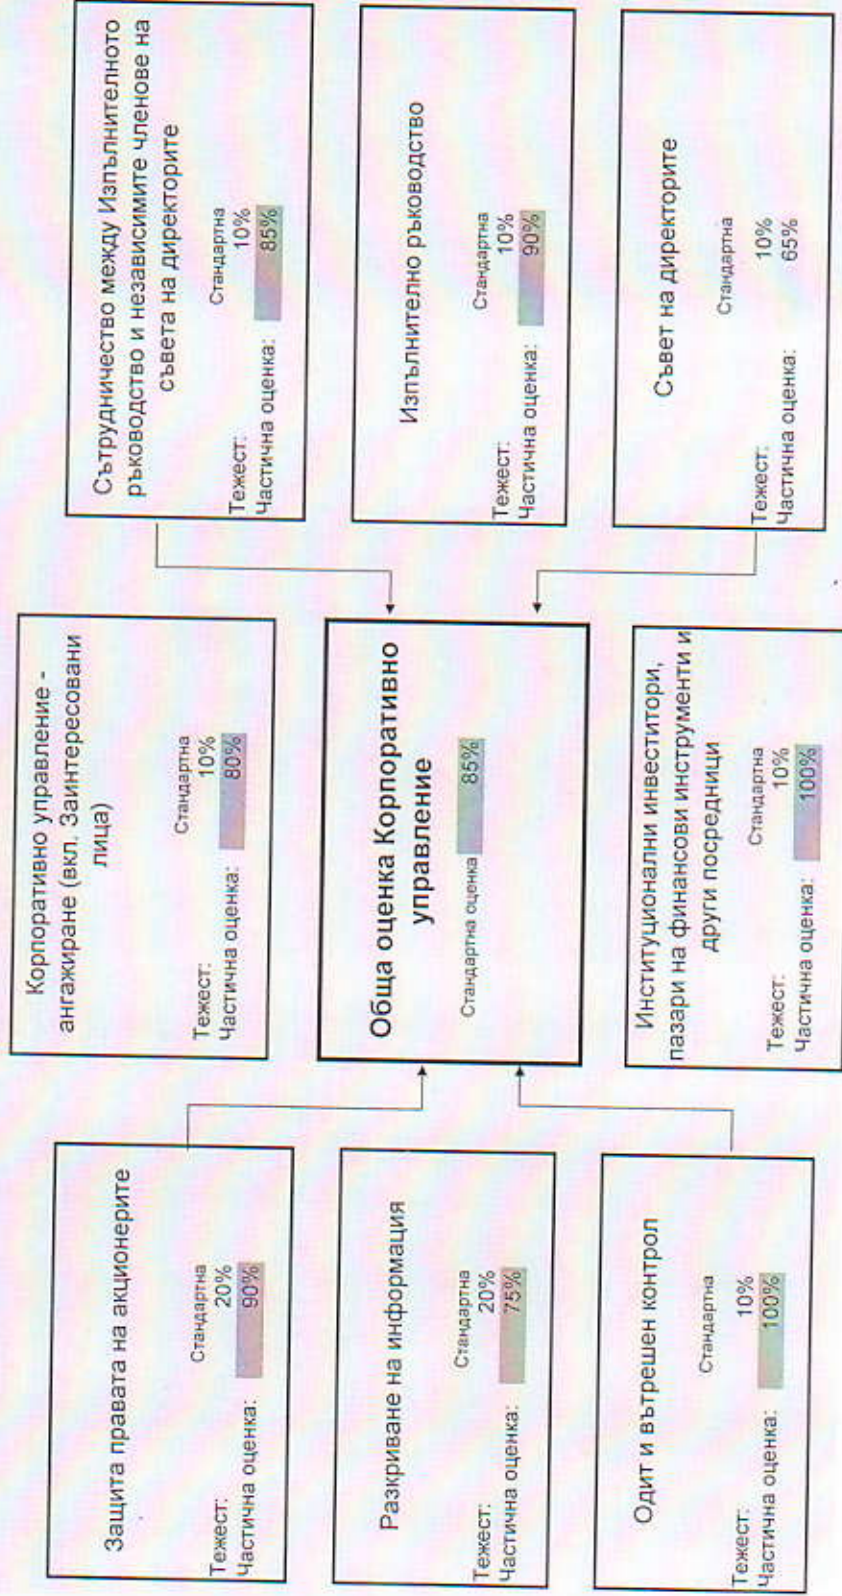 Корпоративно управление -
ангажиране (вкл. Заинтересовани
лица)
Стандартна
Тежест: 10%
Частична оценка: 80%
Защита правата на акционерите
Стандартна
Тежест: 20%
Частична оценка: 90%
Сътрудничество между Изпълнителното
ръководство и независимите членове на
съвета на директорите
Стандартна
Тежест: 10%
Частична оценка: 85%
Разкриване на информация
Стандартна
Тежест: 20%
Частична оценка: 75%
Обща оценка Корпоративно
управление
Стандартна оценка 85%
Изпълнително ръководство
Стандартна
Тежест: 10%
Частична оценка: 90%
Одит и вътрешен контрол
Стандартна
Тежест: 10%
Частична оценка: 100%
Институционални инвеститори,
пазари на финансови инструменти и
други посредници
Стандартна
Тежест: 10%
Частична оценка: 100%
Съвет на директорите
Стандартна
Тежест: 10%
Частична оценка: 65%